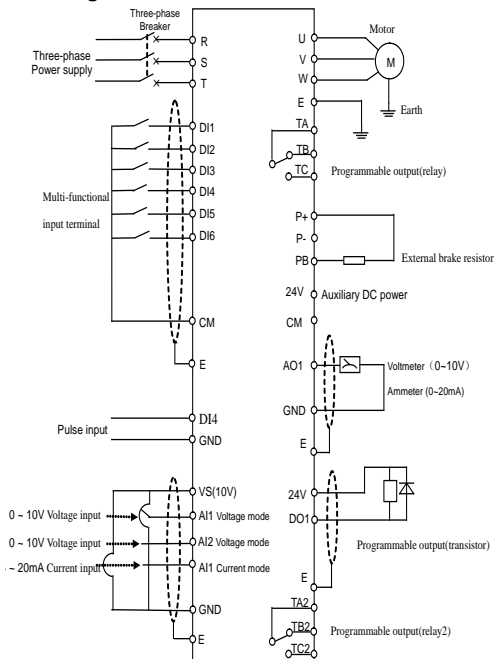 Three-phase
Breaker
Three-phase
Power supply
R
S
T
U
V
W
Motor
M
E
Earth
TA
TB
TC
Programmable output(relay)
DI1
DI2
DI3
DI4
DI5
DI6
Multi-functional
input terminal
CM
E
P+
P-
PB
External brake resistor
24V
Auxiliary DC power
CM
AO1
Voltmeter（0~10V）
Ammeter (0~20mA)
GND
E
Pulse input
DI4
GND
VS(10V)
0 ~ 10V Voltage input
AI1 Voltage mode
0 ~ 10V Voltage input
AI2 Voltage mode
~ 20mA Current input
AI1 Current mode
GND
E
24V
DO1
Programmable output(transistor)
E
TA2
TB2
TC2
Programmable output(relay2)